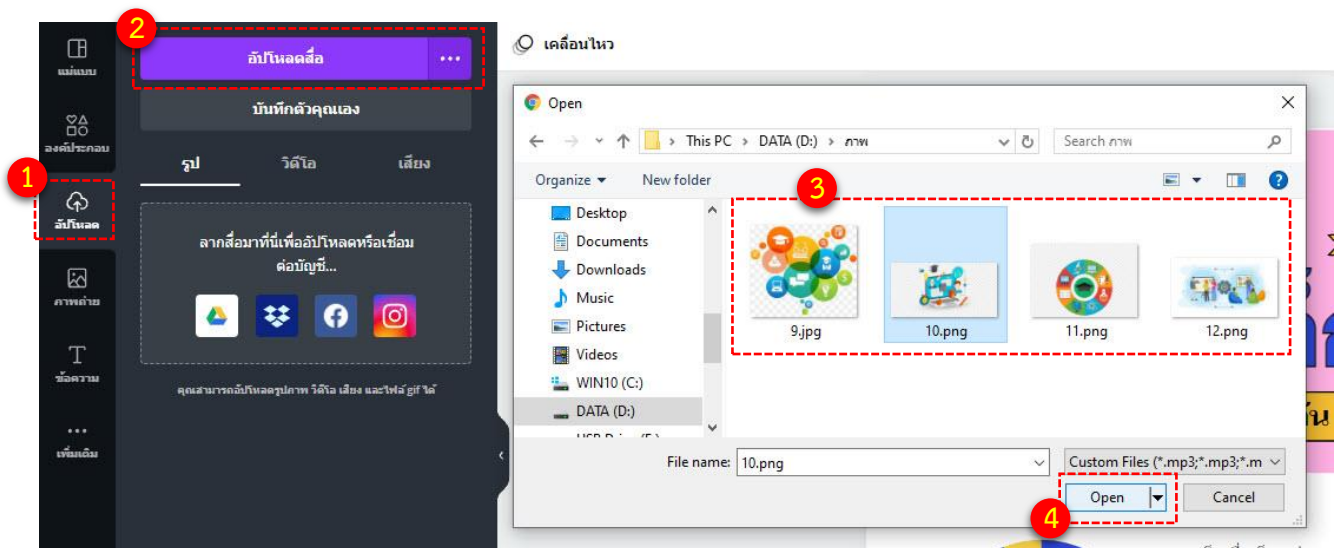 2
อัปโหลดสื่อ
เคลื่อนไหว
แม่แบบ
บันทึกตัวคุณเอง
Open
องค์ประกอบ
This PC > DATA (D:) > ภาพ
Search ภาพ
รูป
วิดีโอ
เสียง
1
Organize
New folder
3
อัปโหลด
ลากสื่อมาที่นี่เพื่ออัปโหลดหรือเชื่อม
ต่อบัญชี...
Desktop
Documents
Downloads
Music
Pictures
Videos
WIN10 (C:)
DATA (D:)
9.jpg
10.png
11.png
12.png
ภาพถ่าย
ข้อความ
คุณสามารถอัปโหลดรูปภาพ วิดีโอ เสียง และไฟล์ gif ได้
เพิ่มเติม
File name: 10.png
Custom Files (*.mp3;*.mp3;*.m
Open
Cancel
4